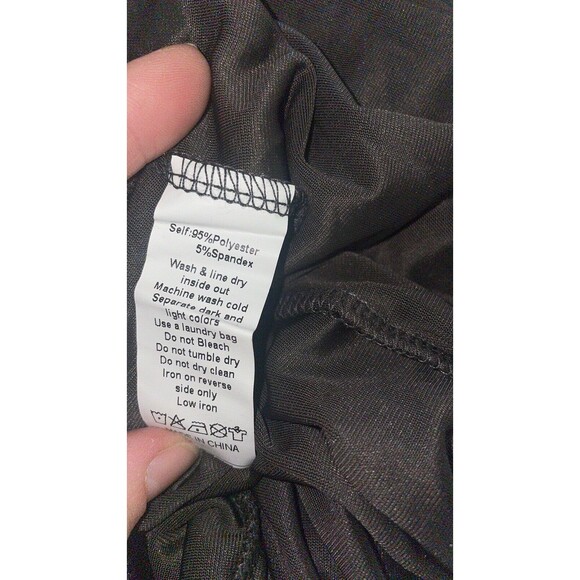 Self:95%Polyester
5%Spandex
Wash & line dry
inside out
Machine wash cold
Separate dark and
light colors
Use a laundry bag
Do not Bleach
Do not tumble dry
Do not dry clean
Iron on reverse
side only
Low iron
IN CHINA